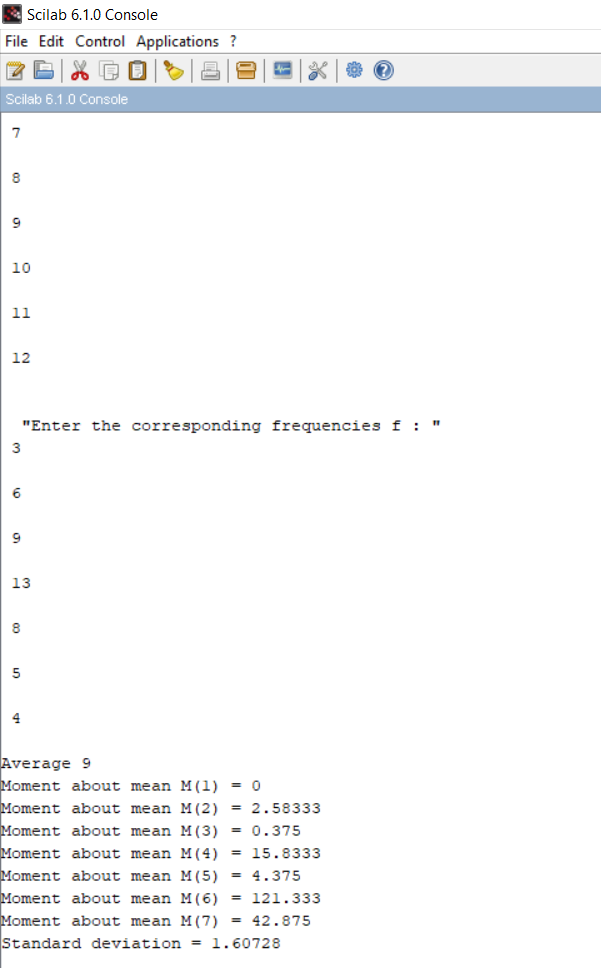 Scilab 6.1.0 Console
File Edit Control Applications ?
Scilab 6.1.0 Console
7
8
9
10
11
12
"Enter the corresponding frequencies f : "
3
6
9
13
8
5
4
Average 9
Moment about mean M(1) = 0
Moment about mean M(2) = 2.58333
Moment about mean M(3) = 0.375
Moment about mean M(4) = 15.8333
Moment about mean M(5) = 4.375
Moment about mean M(6) = 121.333
Moment about mean M(7) = 42.875
Standard deviation = 1.60728